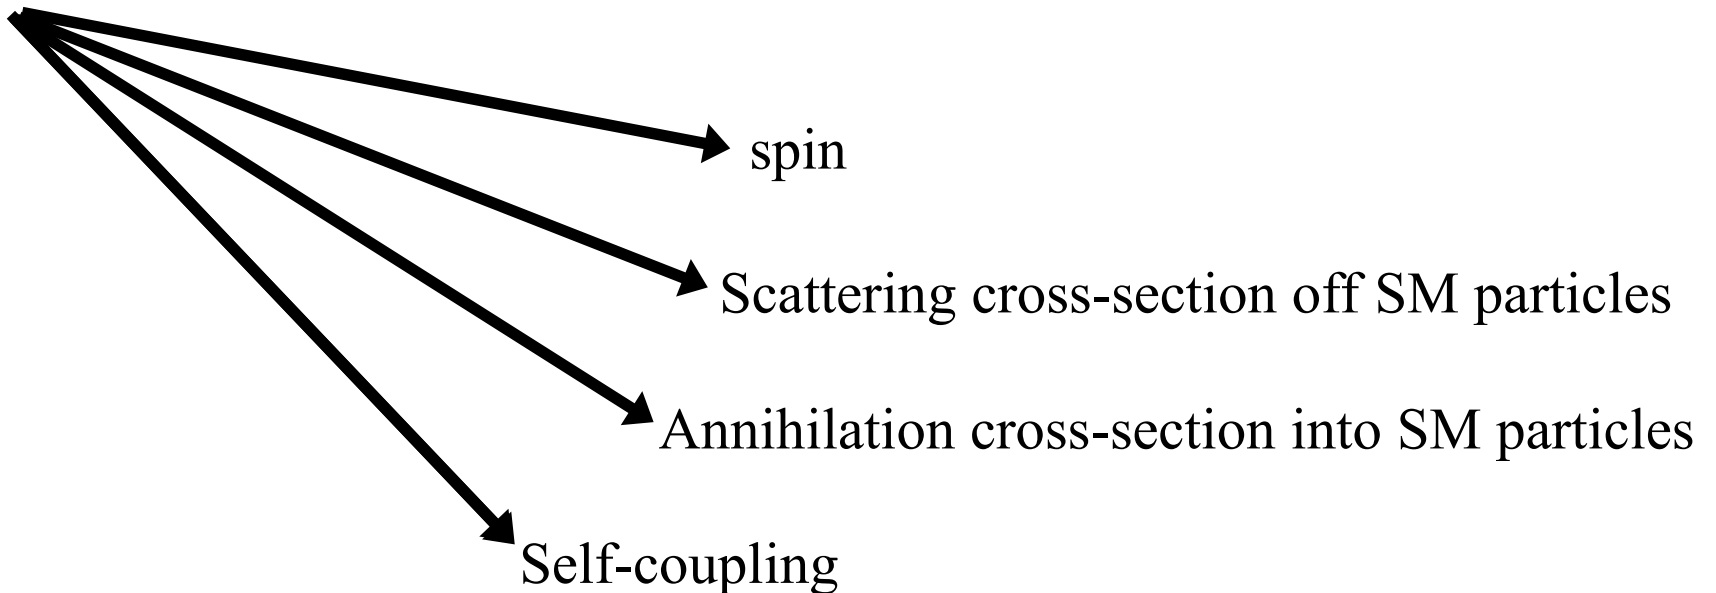 spin
Scattering cross-section off SM particles
Annihilation cross-section into SM particles
Self-coupling